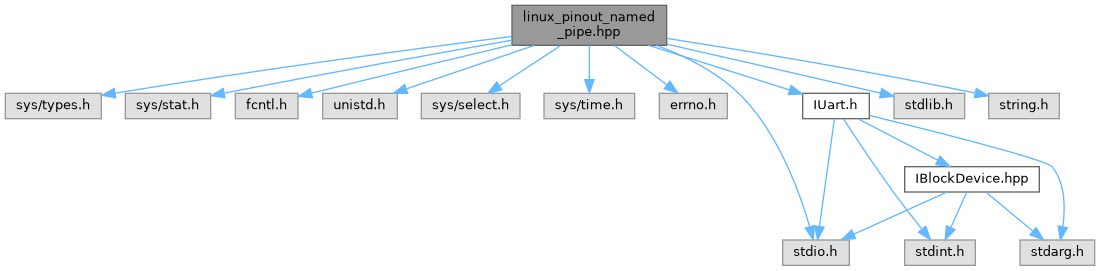 linux_pinout_named
_pipe.hpp
sys/types.h
sys/stat.h
fcntl.h
unistd.h
sys/select.h
sys/time.h
errno.h
IUart.h
stdlib.h
string.h
IBlockDevice.hpp
stdio.h
stdint.h
stdarg.h